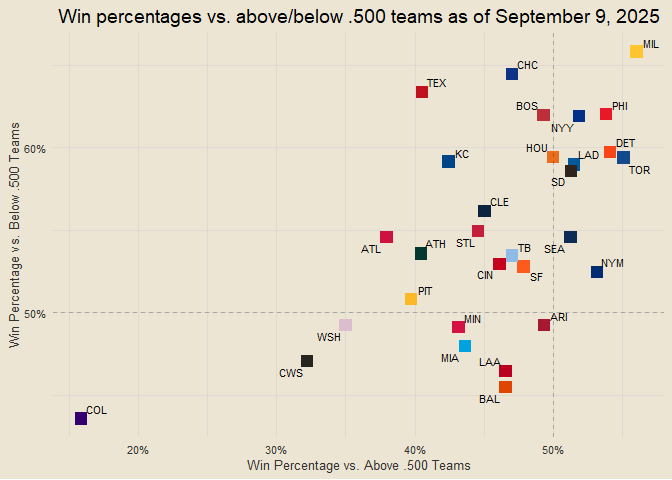 Win percentages vs. above/below .500 teams as of September 9, 2025
MIL
CHC
TEX
BOS
PHI
NYY
HOU
DET
60%
KC
LAD
TOR
SD
CLE
ATL
ATH
STL
TB
SEA
CIN
SF
NYM
PIT
50%
WSH
MIN
ARI
MIA
LAA
CWS
BAL
COL
20%
30%
40%
50%
Win Percentage vs. Above .500 Teams
Win Percentage vs. Below .500 Teams